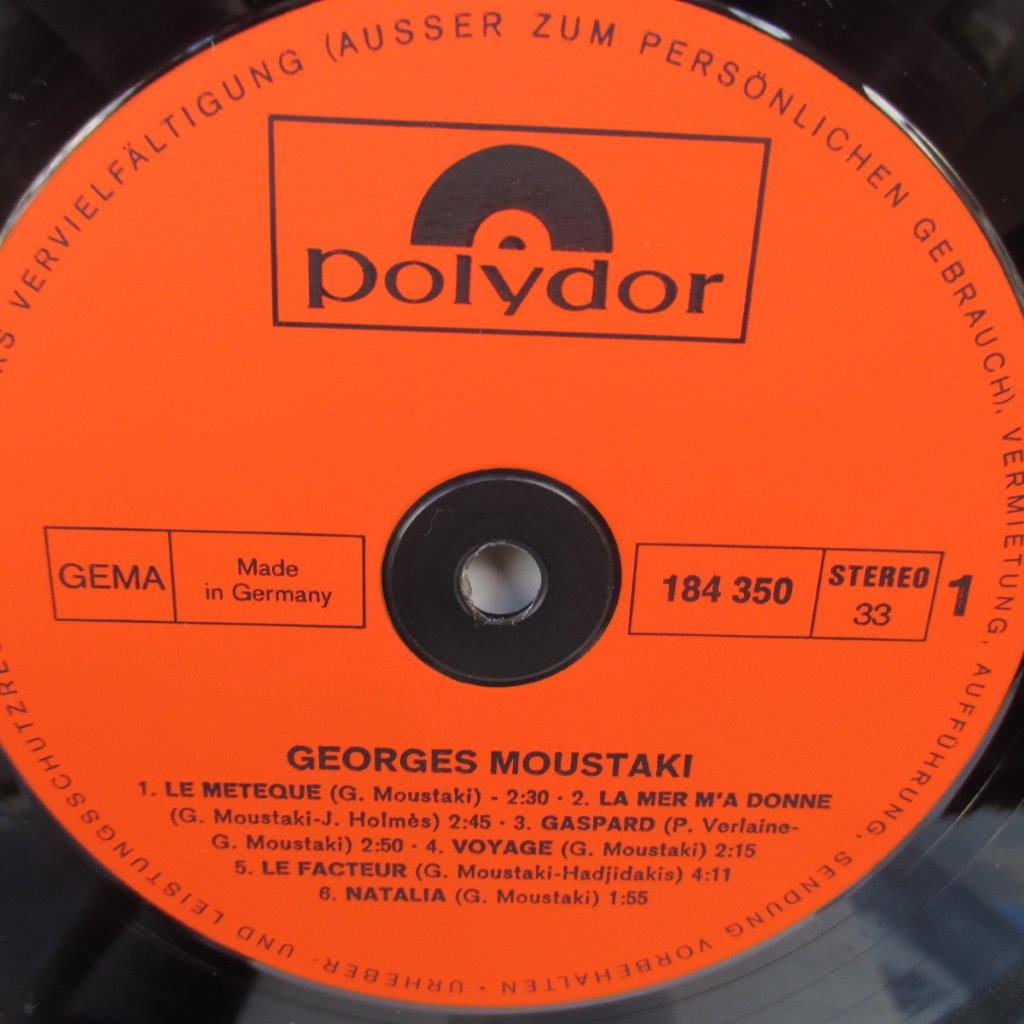 VERVIELFÄLTIGUNG (AUSSER ZUM PERSÖNLICHEN GEBRAUCH), VERMIETUNG, AUFFÜHRUNG, SENDUNG VORBEHALTEN · URHEBER- UND LEISTUNGSSCHUTZRE
polydor
GEMA
Made
in Germany
184 350
STEREO
33
1
GEORGES MOUSTAKI
1. LE METEQUE (G. Moustaki) - 2:30 · 2. LA MER M'A DONNE
(G. Moustaki-J. Holmès) 2:45 · 3. GASPARD (P. Verlaine-
G. Moustaki) 2:50 · 4. VOYAGE (G. Moustaki) 2:15
5. LE FACTEUR (G. Moustaki-Hadjidakis) 4:11
6. NATALIA (G. Moustaki) 1:55